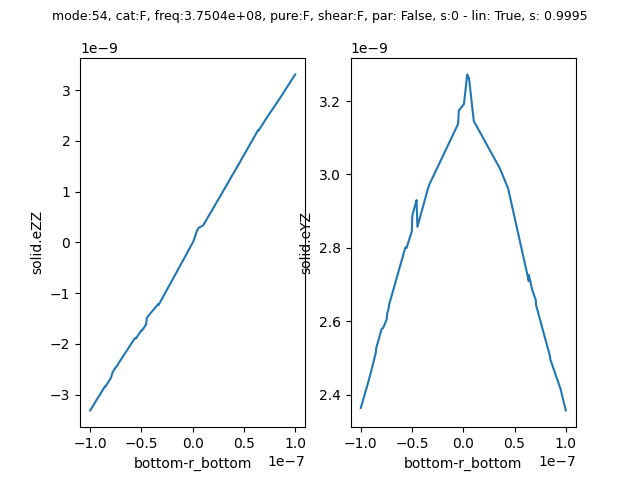 mode:54, cat:F, freq:3.7504e+08, pure:F, shear:F, par: False, s:0 - lin: True, s: 0.9995
1e−9
1e−9
3
2
1
0
−1
−2
−3
solid.eZZ
3.2
3.0
2.8
2.6
2.4
solid.eYZ
−1.0 −0.5 0.0 0.5 1.0
−1.0 −0.5 0.0 0.5 1.0
bottom-r_bottom
1e−7
bottom-r_bottom
1e−7